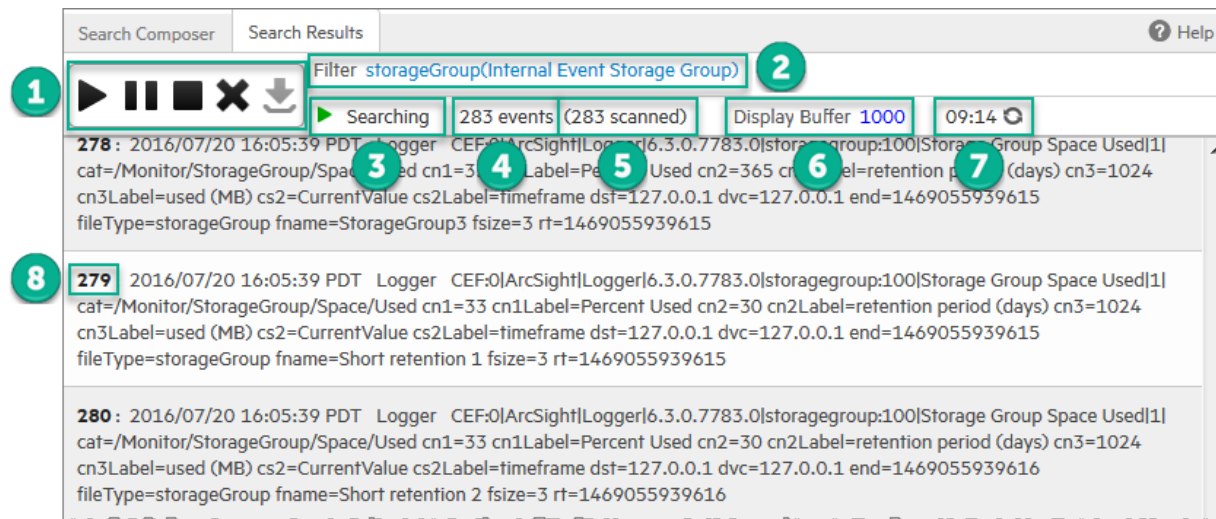 Search Composer Search Results Help
1
Filter storageGroup(Internal Event Storage Group) 2
Searching 283 events (283 scanned) Display Buffer 1000 09:14
3 4 5 6 7
278 : 2016/07/20 16:05:39 PDT Logger CEF:0|ArcSight|Logger|6.3.0.7783.0|storagegroup:100|Storage Group Space Used|1|
cat=/Monitor/StorageGroup/Spac ed cn1=3 Label=Pe Used cn2=365 cn el=retention p (days) cn3=1024
cn3Label=used (MB) cs2=CurrentValue cs2Label=timeframe dst=127.0.0.1 dvc=127.0.0.1 end=1469055939615
fileType=storageGroup fname=StorageGroup3 fsize=3 rt=1469055939615
8
279 2016/07/20 16:05:39 PDT Logger CEF:0|ArcSight|Logger|6.3.0.7783.0|storagegroup:100|Storage Group Space Used|1|
cat=/Monitor/StorageGroup/Space/Used cn1=33 cn1Label=Percent Used cn2=30 cn2Label=retention period (days) cn3=1024
cn3Label=used (MB) cs2=CurrentValue cs2Label=timeframe dst=127.0.0.1 dvc=127.0.0.1 end=1469055939615
fileType=storageGroup fname=Short retention 1 fsize=3 rt=1469055939615
280 : 2016/07/20 16:05:39 PDT Logger CEF:0|ArcSight|Logger|6.3.0.7783.0|storagegroup:100|Storage Group Space Used|1|
cat=/Monitor/StorageGroup/Space/Used cn1=33 cn1Label=Percent Used cn2=30 cn2Label=retention period (days) cn3=1024
cn3Label=used (MB) cs2=CurrentValue cs2Label=timeframe dst=127.0.0.1 dvc=127.0.0.1 end=1469055939616
fileType=storageGroup fname=Short retention 2 fsize=3 rt=1469055939616